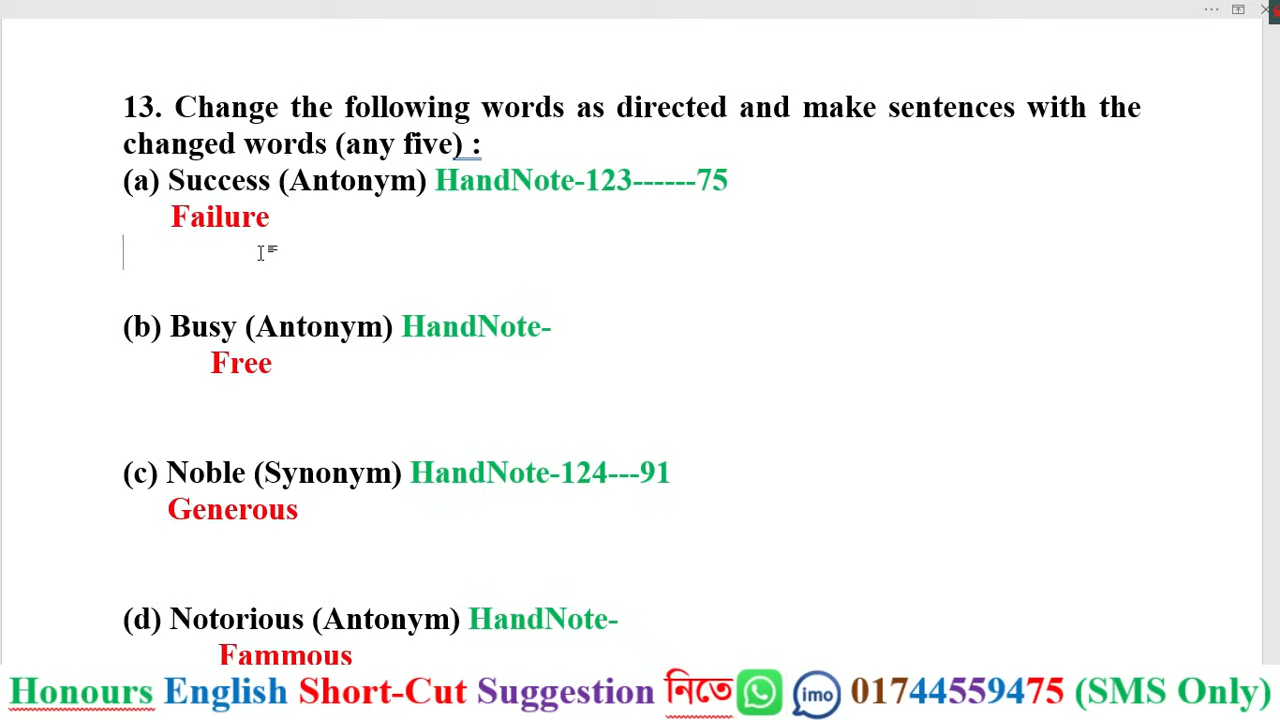 13. Change the following words as directed and make sentences with the
changed words (any five) :
(a) Success (Antonym) HandNote-123------75
Failure
(b) Busy (Antonym) HandNote-
Free
(c) Noble (Synonym) HandNote-124---91
Generous
(d) Notorious (Antonym) HandNote-
Fammous
Honours English Short-Cut Suggestion নিতে imo 01744559475 (SMS Only)